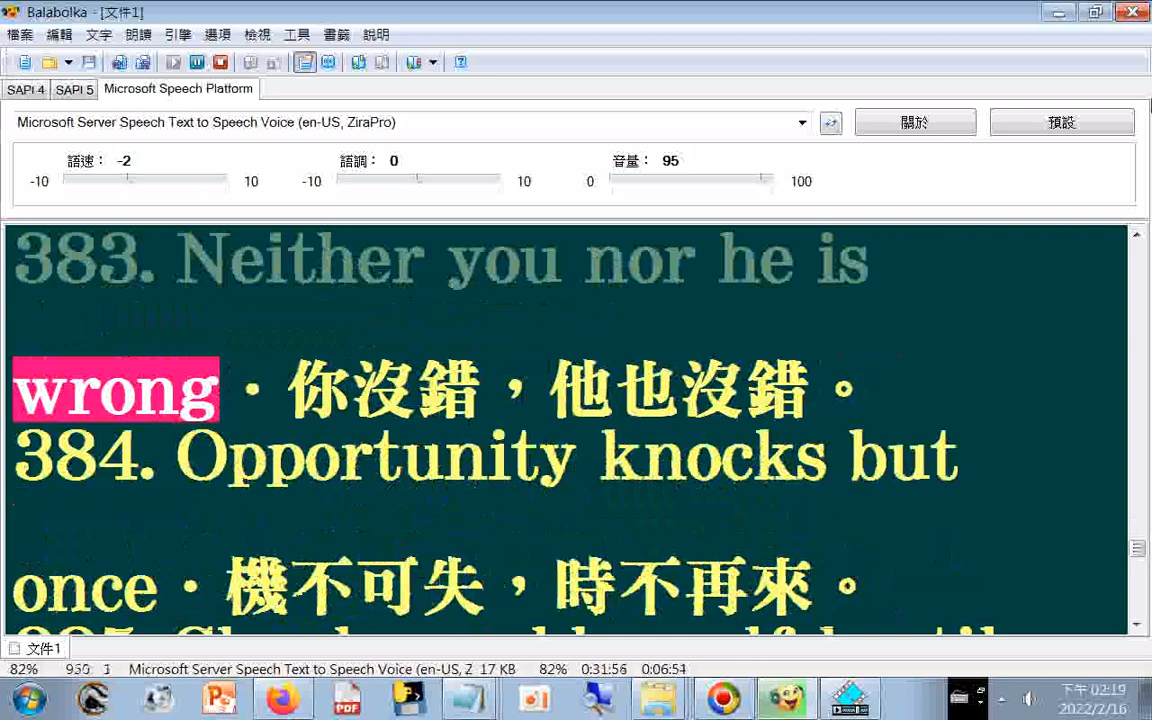 Balabolka - [文件1]
檔案 編輯 文字 朗讀 引擎 選項 檢視 工具 書籤 說明
SAPI 4 SAPI 5 Microsoft Speech Platform
Microsoft Server Speech Text to Speech Voice (en-US, ZiraPro) 關於 預設
語速： -2 語調： 0 音量： 95
-10 10 -10 10 0 100
383. Neither you nor he is
wrong．你沒錯，他也沒錯。
384. Opportunity knocks but
once．機不可失，時不再來。
文件1
82% Microsoft Server Speech Text to Speech Voice (en-US, Z 17 KB 82% 0:31:56 0:06:54
PDF
下午 02:19
2022/2/16